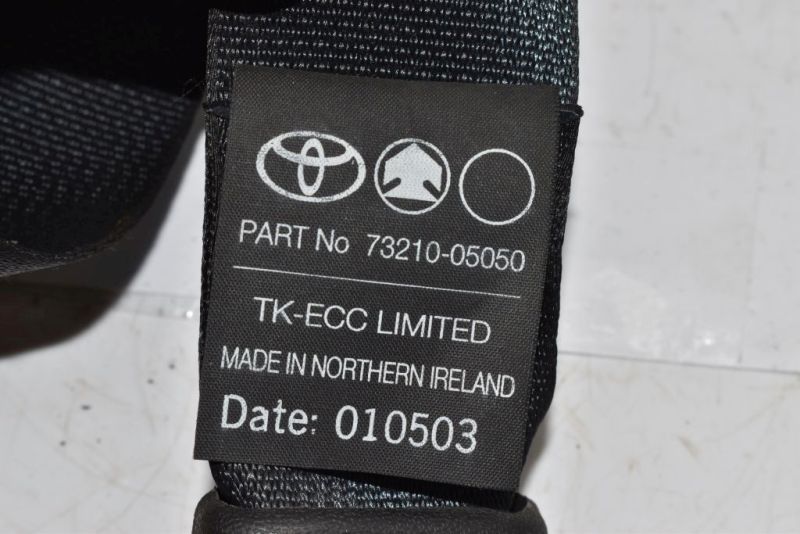 PART No 73210-05050
TK-ECC LIMITED
MADE IN NORTHERN IRELAND
Date: 010503